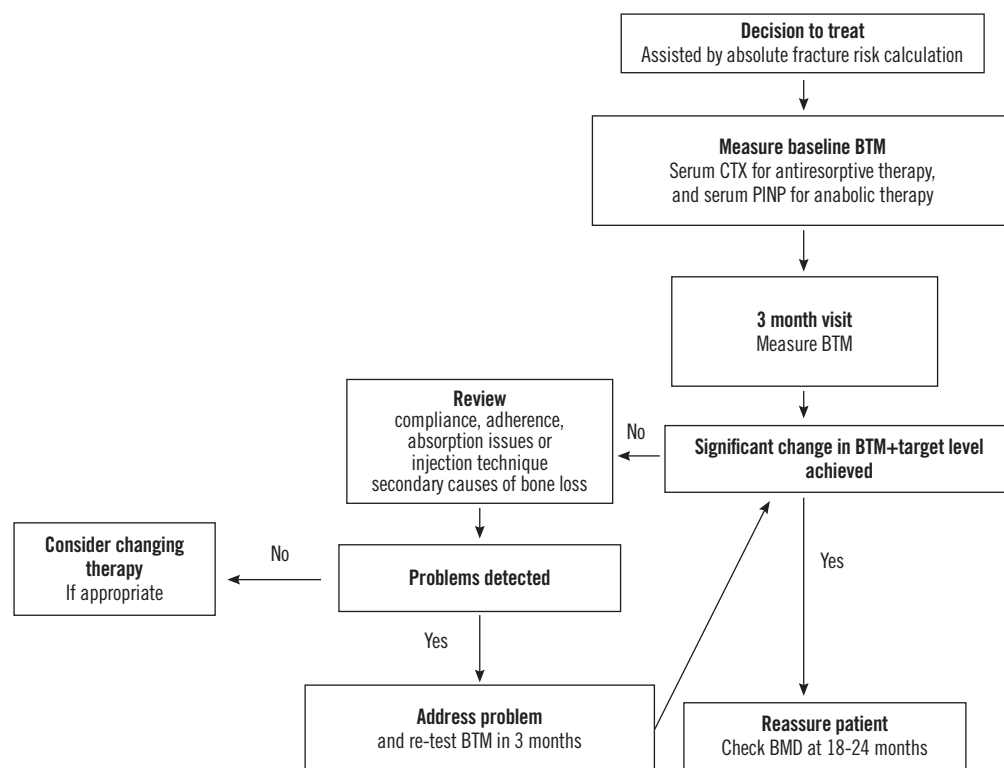 Decision to treat
Assisted by absolute fracture risk calculation
Measure baseline BTM
Serum CTX for antiresorptive therapy,
and serum PINP for anabolic therapy
3 month visit
Measure BTM
Significant change in BTM+target level
achieved
No
Review
compliance, adherence,
absorption issues or
injection technique
secondary causes of bone loss
Problems detected
No
Consider changing
therapy
If appropriate
Yes
Address problem
and re-test BTM in 3 months
Yes
Reassure patient
Check BMD at 18-24 months